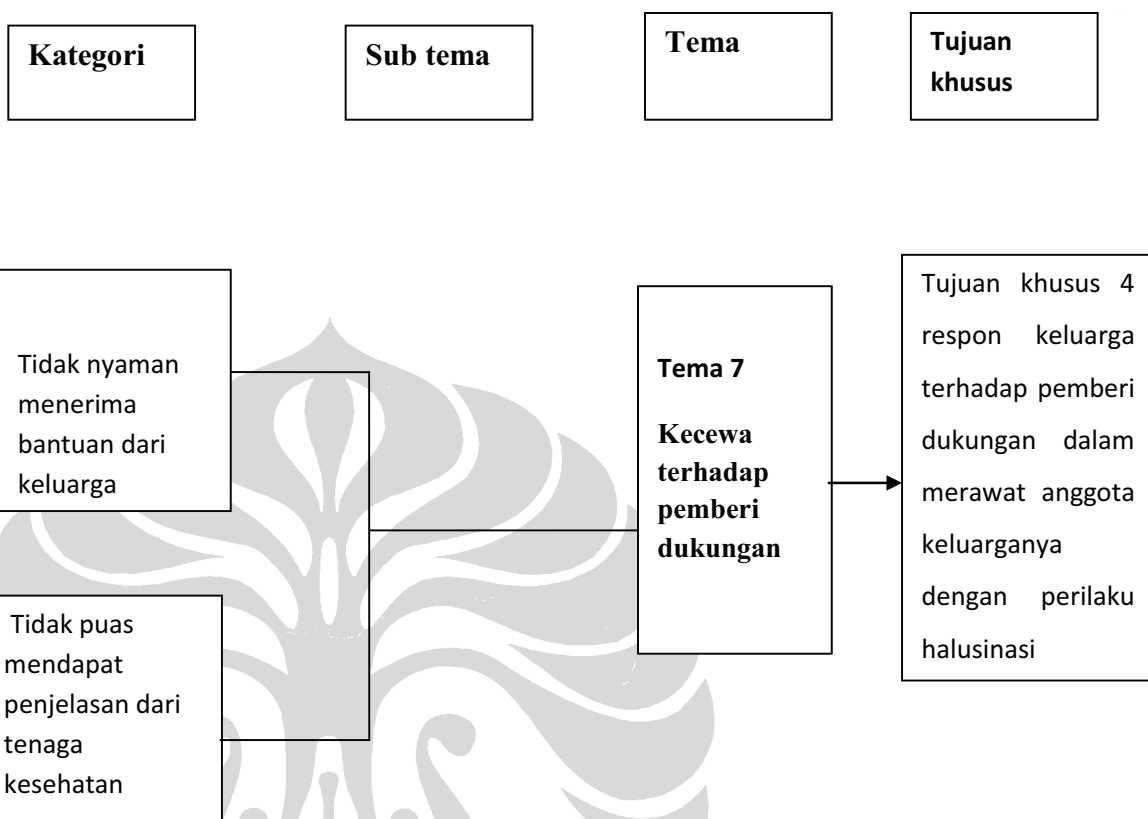 Kategori
Sub tema
Tema
Tujuan
khusus
Tidak nyaman
menerima
bantuan dari
keluarga
Tidak puas
mendapat
penjelasan dari
tenaga
kesehatan
Tema 7
Kecewa
terhadap
pemberi
dukungan
Tujuan khusus 4
respon keluarga
terhadap pemberi
dukungan dalam
merawat anggota
keluarganya
dengan perilaku
halusinasi